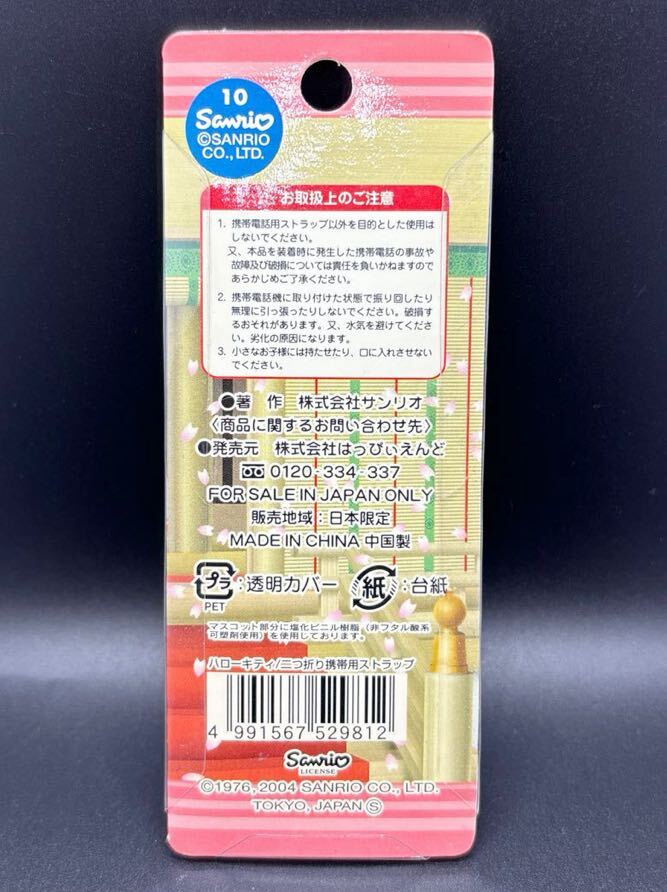 10
Sanrio
©SANRIO
CO.,LTD.
お取扱上のご注意
1. 携帯電話用ストラップ以外を目的とした使用は
しないでください。
又、本品を装着時に発生した携帯電話の事故や
故障及び破損については責任を負いかねますので
あらかじめご了承ください。
2. 携帯電話機に取り付けた状態で振り回したり
無理に引っ張ったりしないでください。破損す
るおそれがあります。又、水気を避けてくださ
い。劣化の原因になります。
3. 小さなお子様には持たせたり、口に入れさせない
でください。
●著 作 株式会社サンリオ
〈商品に関するお問い合わせ先〉
●発売元 株式会社はっぴぃえんど
0120-334-337
FOR SALE IN JAPAN ONLY
販売地域：日本限定
MADE IN CHINA 中国製
プラ：透明カバー 紙：台紙
PET
マスコット部分に塩化ビニル樹脂（非フタル酸系
可塑剤使用）を使用しております。
ハローキティ/二つ折り携帯用ストラップ
4 991567 529812
Sanrio
LICENSE
©1976, 2004 SANRIO CO., LTD.
TOKYO, JAPAN Ⓢ